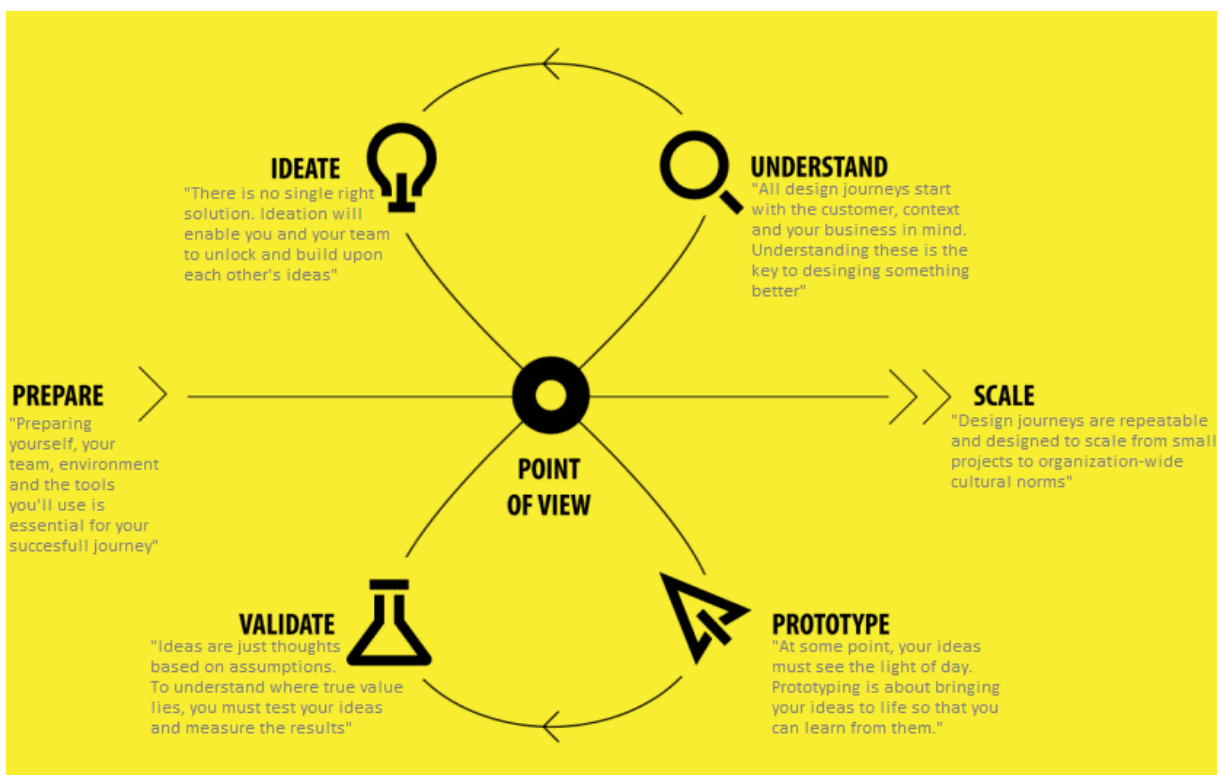 IDEATE
"There is no single right
solution. Ideation will
enable you and your team
to unlock and build upon
each other's ideas"
UNDERSTAND
"All design journeys start
with the customer, context
and your business in mind.
Understanding these is the
key to desinging something
better"
PREPARE
"Preparing
yourself, your
team, environment
and the tools
you'll use is
essential for your
succesfull journey"
POINT
OF VIEW
SCALE
"Design journeys are repeatable
and designed to scale from small
projects to organization-wide
cultural norms"
VALIDATE
"Ideas are just thoughts
based on assumptions.
To understand where true value
lies, you must test your ideas
and measure the results"
PROTOTYPE
"At some point, your ideas
must see the light of day.
Prototyping is about bringing
your ideas to life so that you
can learn from them."